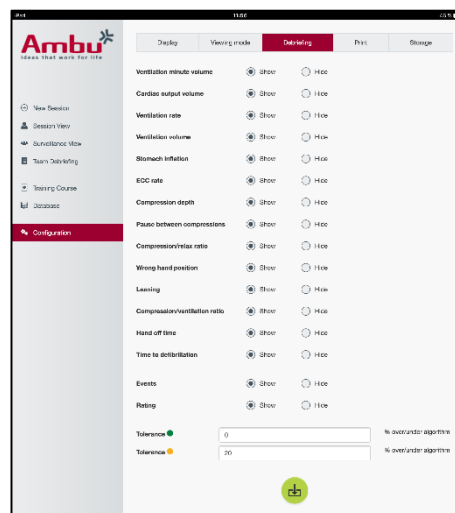 iPad 11:56 43 %
Ambu
Ideas that work for life
Display Viewing mode Debriefing Print Storage
Ventilation minute volume Show Hide
Cardiac output volume Show Hide
Ventilation rate Show Hide
New Session
Ventilation volume Show Hide
Session View
Surveillance View
Stomach inflation Show Hide
Team Debriefing
ECC rate Show Hide
Training Course
Compression depth Show Hide
Database
Pause between compressions Show Hide
Configuration
Compression/relax ratio Show Hide
Wrong hand position Show Hide
Leaning Show Hide
Compression/ventilation ratio Show Hide
Hand off time Show Hide
Time to defibrillation Show Hide
Events Show Hide
Rating Show Hide
Tolerance 0 % over/under algorithm
Tolerance 20 % over/under algorithm